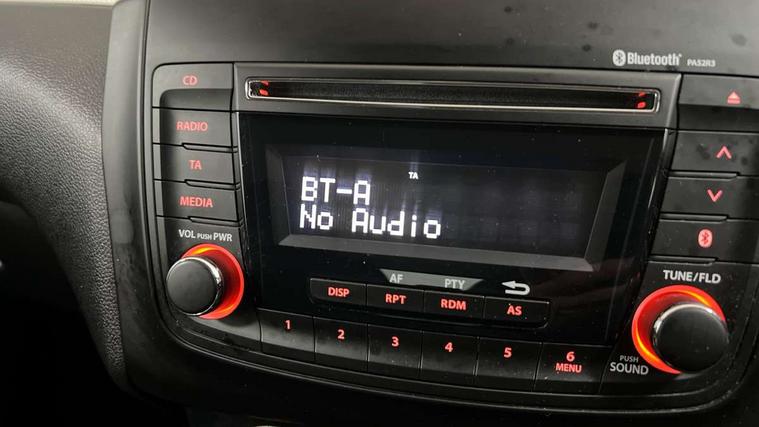 Bluetooth® PA52R3
CD
RADIO
TA
MEDIA
VOL PUSH PWR
TA
BT-A
No Audio
AF PTY
DISP RPT RDM AS
1 2 3 4 5 6
MENU
TUNE/FLD
PUSH
SOUND